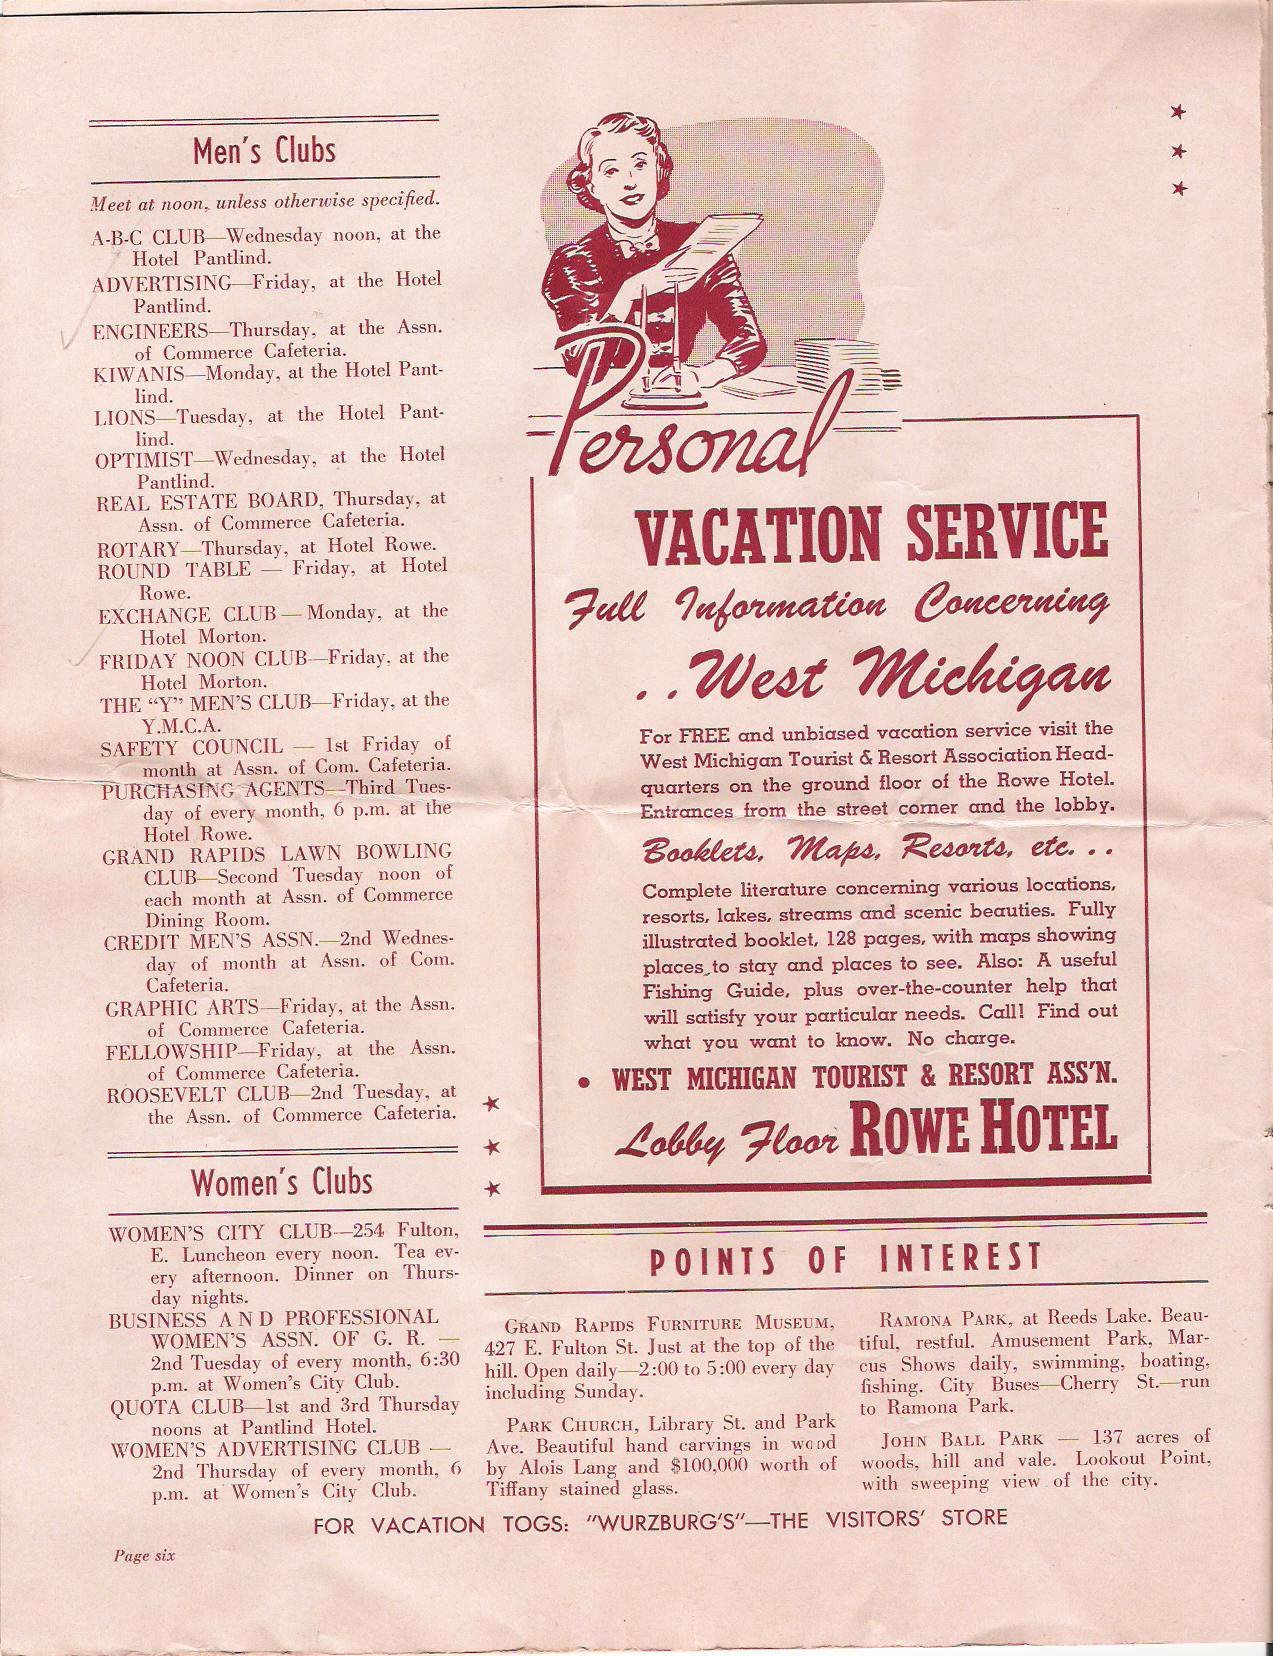 Men's Clubs
Meet at noon, unless otherwise specified.
A-B-C CLUB—Wednesday noon, at the
Hotel Pantlind.
ADVERTISING—Friday, at the Hotel
Pantlind.
ENGINEERS—Thursday, at the Assn.
of Commerce Cafeteria.
KIWANIS—Monday, at the Hotel Pant-
lind.
LIONS—Tuesday, at the Hotel Pant-
lind.
OPTIMIST—Wednesday, at the Hotel
Pantlind.
REAL ESTATE BOARD, Thursday, at
Assn. of Commerce Cafeteria.
ROTARY—Thursday, at Hotel Rowe.
ROUND TABLE — Friday, at Hotel
Rowe.
EXCHANGE CLUB—Monday, at the
Hotel Morton.
FRIDAY NOON CLUB—Friday, at the
Hotel Morton.
THE "Y" MEN'S CLUB—Friday, at the
Y.M.C.A.
SAFETY COUNCIL — 1st Friday of
month at Assn. of Com. Cafeteria.
PURCHASING AGENTS—Third Tues-
day of every month, 6 p.m. at the
Hotel Rowe.
GRAND RAPIDS LAWN BOWLING
CLUB—Second Tuesday noon of
each month at Assn. of Commerce
Dining Room.
CREDIT MEN'S ASSN.—2nd Wednes-
day of month at Assn. of Com.
Cafeteria.
GRAPHIC ARTS—Friday, at the Assn.
of Commerce Cafeteria.
FELLOWSHIP—Friday, at the Assn.
of Commerce Cafeteria.
ROOSEVELT CLUB—2nd Tuesday, at
the Assn. of Commerce Cafeteria.
Women's Clubs
WOMEN'S CITY CLUB—254 Fulton,
E. Luncheon every noon. Tea ev-
ery afternoon. Dinner on Thurs-
day nights.
BUSINESS AND PROFESSIONAL
WOMEN'S ASSN. OF G. R. —
2nd Tuesday of every month, 6:30
p.m. at Women's City Club.
QUOTA CLUB—1st and 3rd Thursday
noons at Pantlind Hotel.
WOMEN'S ADVERTISING CLUB —
2nd Thursday of every month, 6
p.m. at Women's City Club.
Personal
VACATION SERVICE
Full Information Concerning
..West Michigan
For FREE and unbiased vacation service visit the
West Michigan Tourist & Resort Association Head-
quarters on the ground floor of the Rowe Hotel.
Entrances from the street corner and the lobby.
Booklets, Maps, Resorts, etc. . .
Complete literature concerning various locations,
resorts, lakes, streams and scenic beauties. Fully
illustrated booklet, 128 pages, with maps showing
places to stay and places to see. Also: A useful
Fishing Guide, plus over-the-counter help that
will satisfy your particular needs. Call! Find out
what you want to know. No charge.
• WEST MICHIGAN TOURIST & RESORT ASS'N.
Lobby Floor ROWE HOTEL
POINTS OF INTEREST
GRAND RAPIDS FURNITURE MUSEUM,
427 E. Fulton St. Just at the top of the
hill. Open daily—2:00 to 5:00 every day
including Sunday.
PARK CHURCH, Library St. and Park
Ave. Beautiful hand carvings in wood
by Alois Lang and $100,000 worth of
Tiffany stained glass.
RAMONA PARK, at Reeds Lake. Beau-
tiful, restful. Amusement Park, Mar-
cus Shows daily, swimming, boating,
fishing. City Buses—Cherry St.—run
to Ramona Park.
JOHN BALL PARK — 137 acres of
woods, hill and vale. Lookout Point,
with sweeping view of the city.
FOR VACATION TOGS: "WURZBURG'S"—THE VISITORS' STORE
Page six